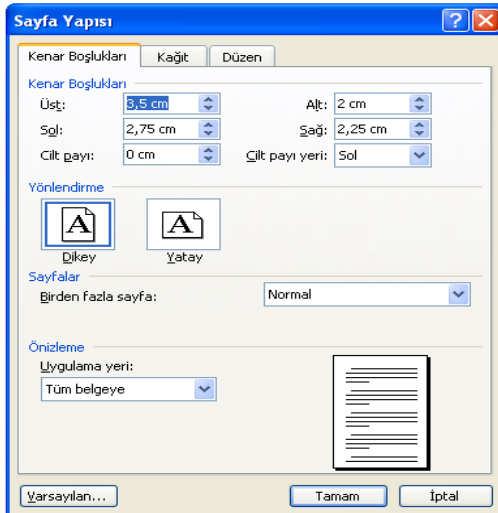 Sayfa Yapısı
Kenar Boşlukları Kağıt Düzen
Kenar Boşlukları
Üst: 3,5 cm Alt: 2 cm
Sol: 2,75 cm Sağ: 2,25 cm
Cilt payı: 0 cm Cilt payı yeri: Sol
Yönlendirme
A A
Dikey Yatay
Sayfalar
Birden fazla sayfa: Normal
Önizleme
Uygulama yeri:
Tüm belgeye
Varsayılan... Tamam İptal